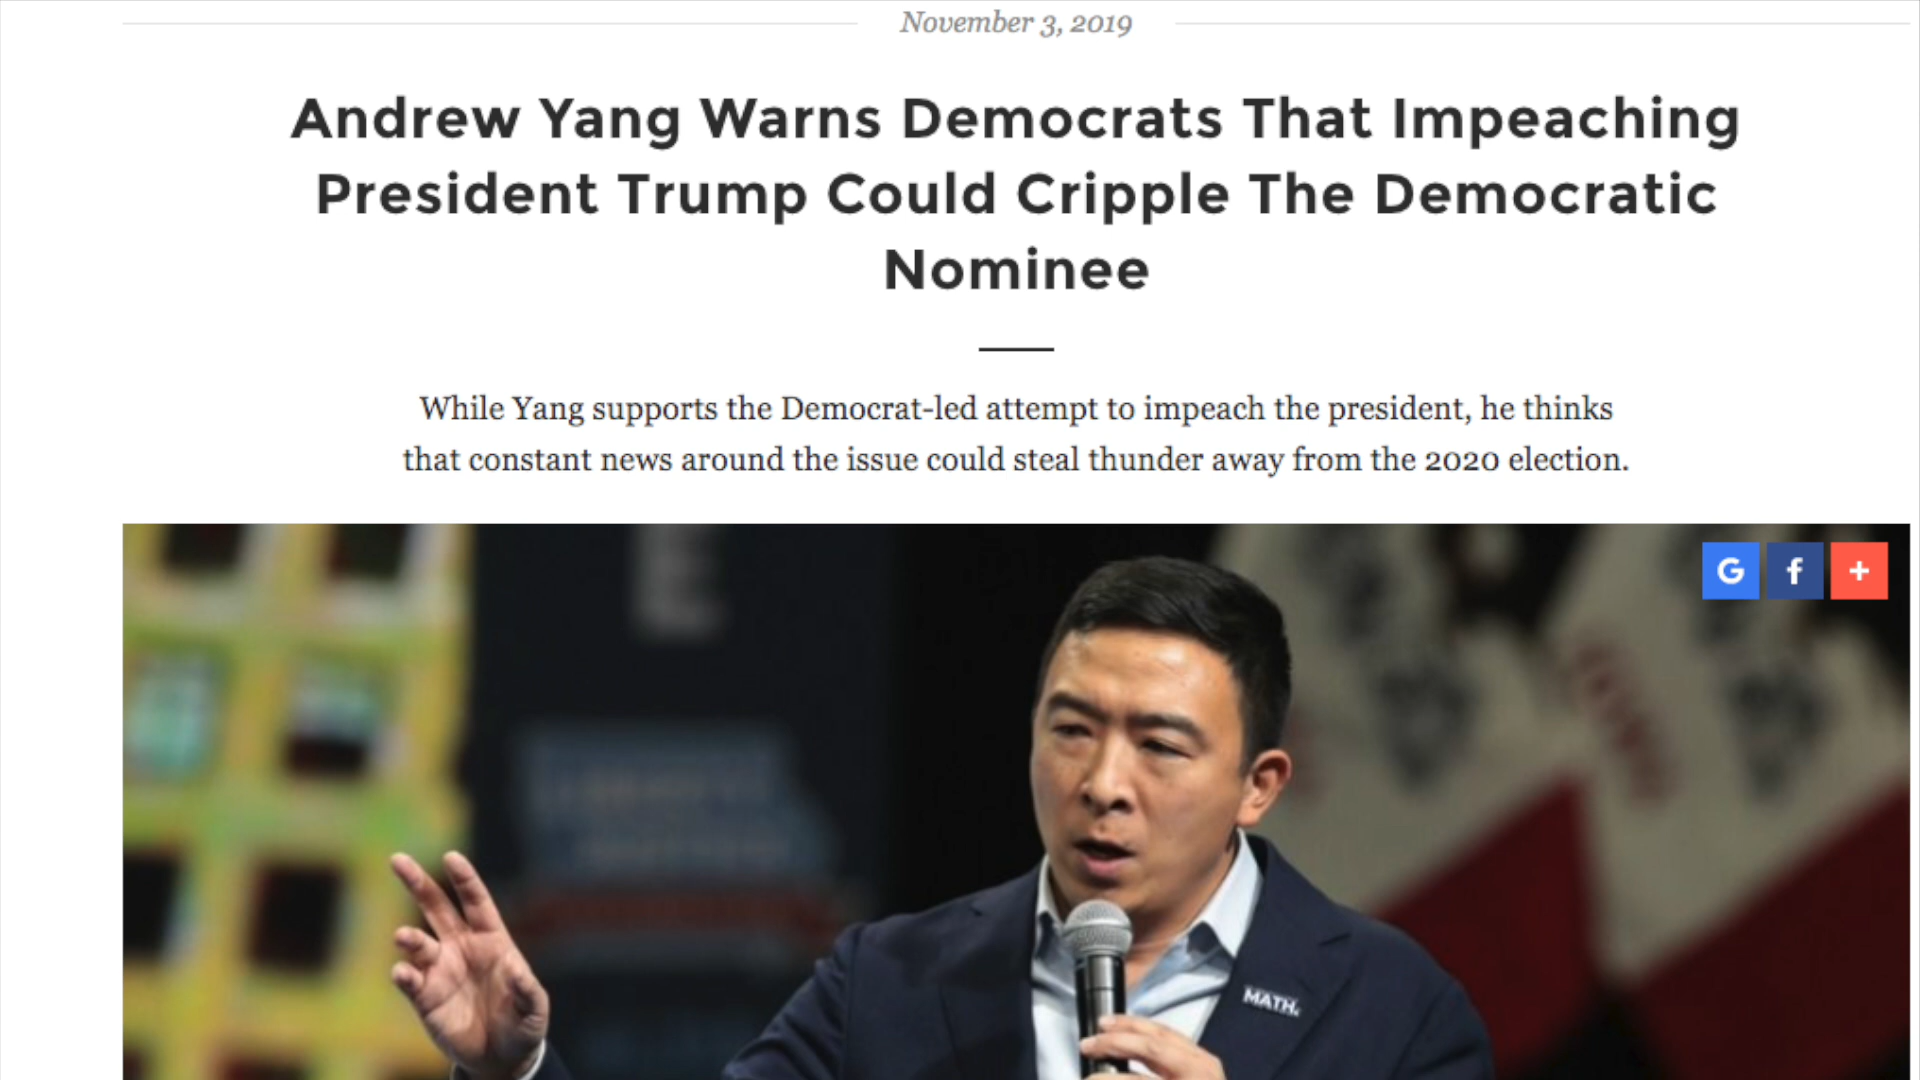 November 3, 2019
Andrew Yang Warns Democrats That Impeaching
President Trump Could Cripple The Democratic
Nominee
While Yang supports the Democrat-led attempt to impeach the president, he thinks
that constant news around the issue could steal thunder away from the 2020 election.
G f +
MATH